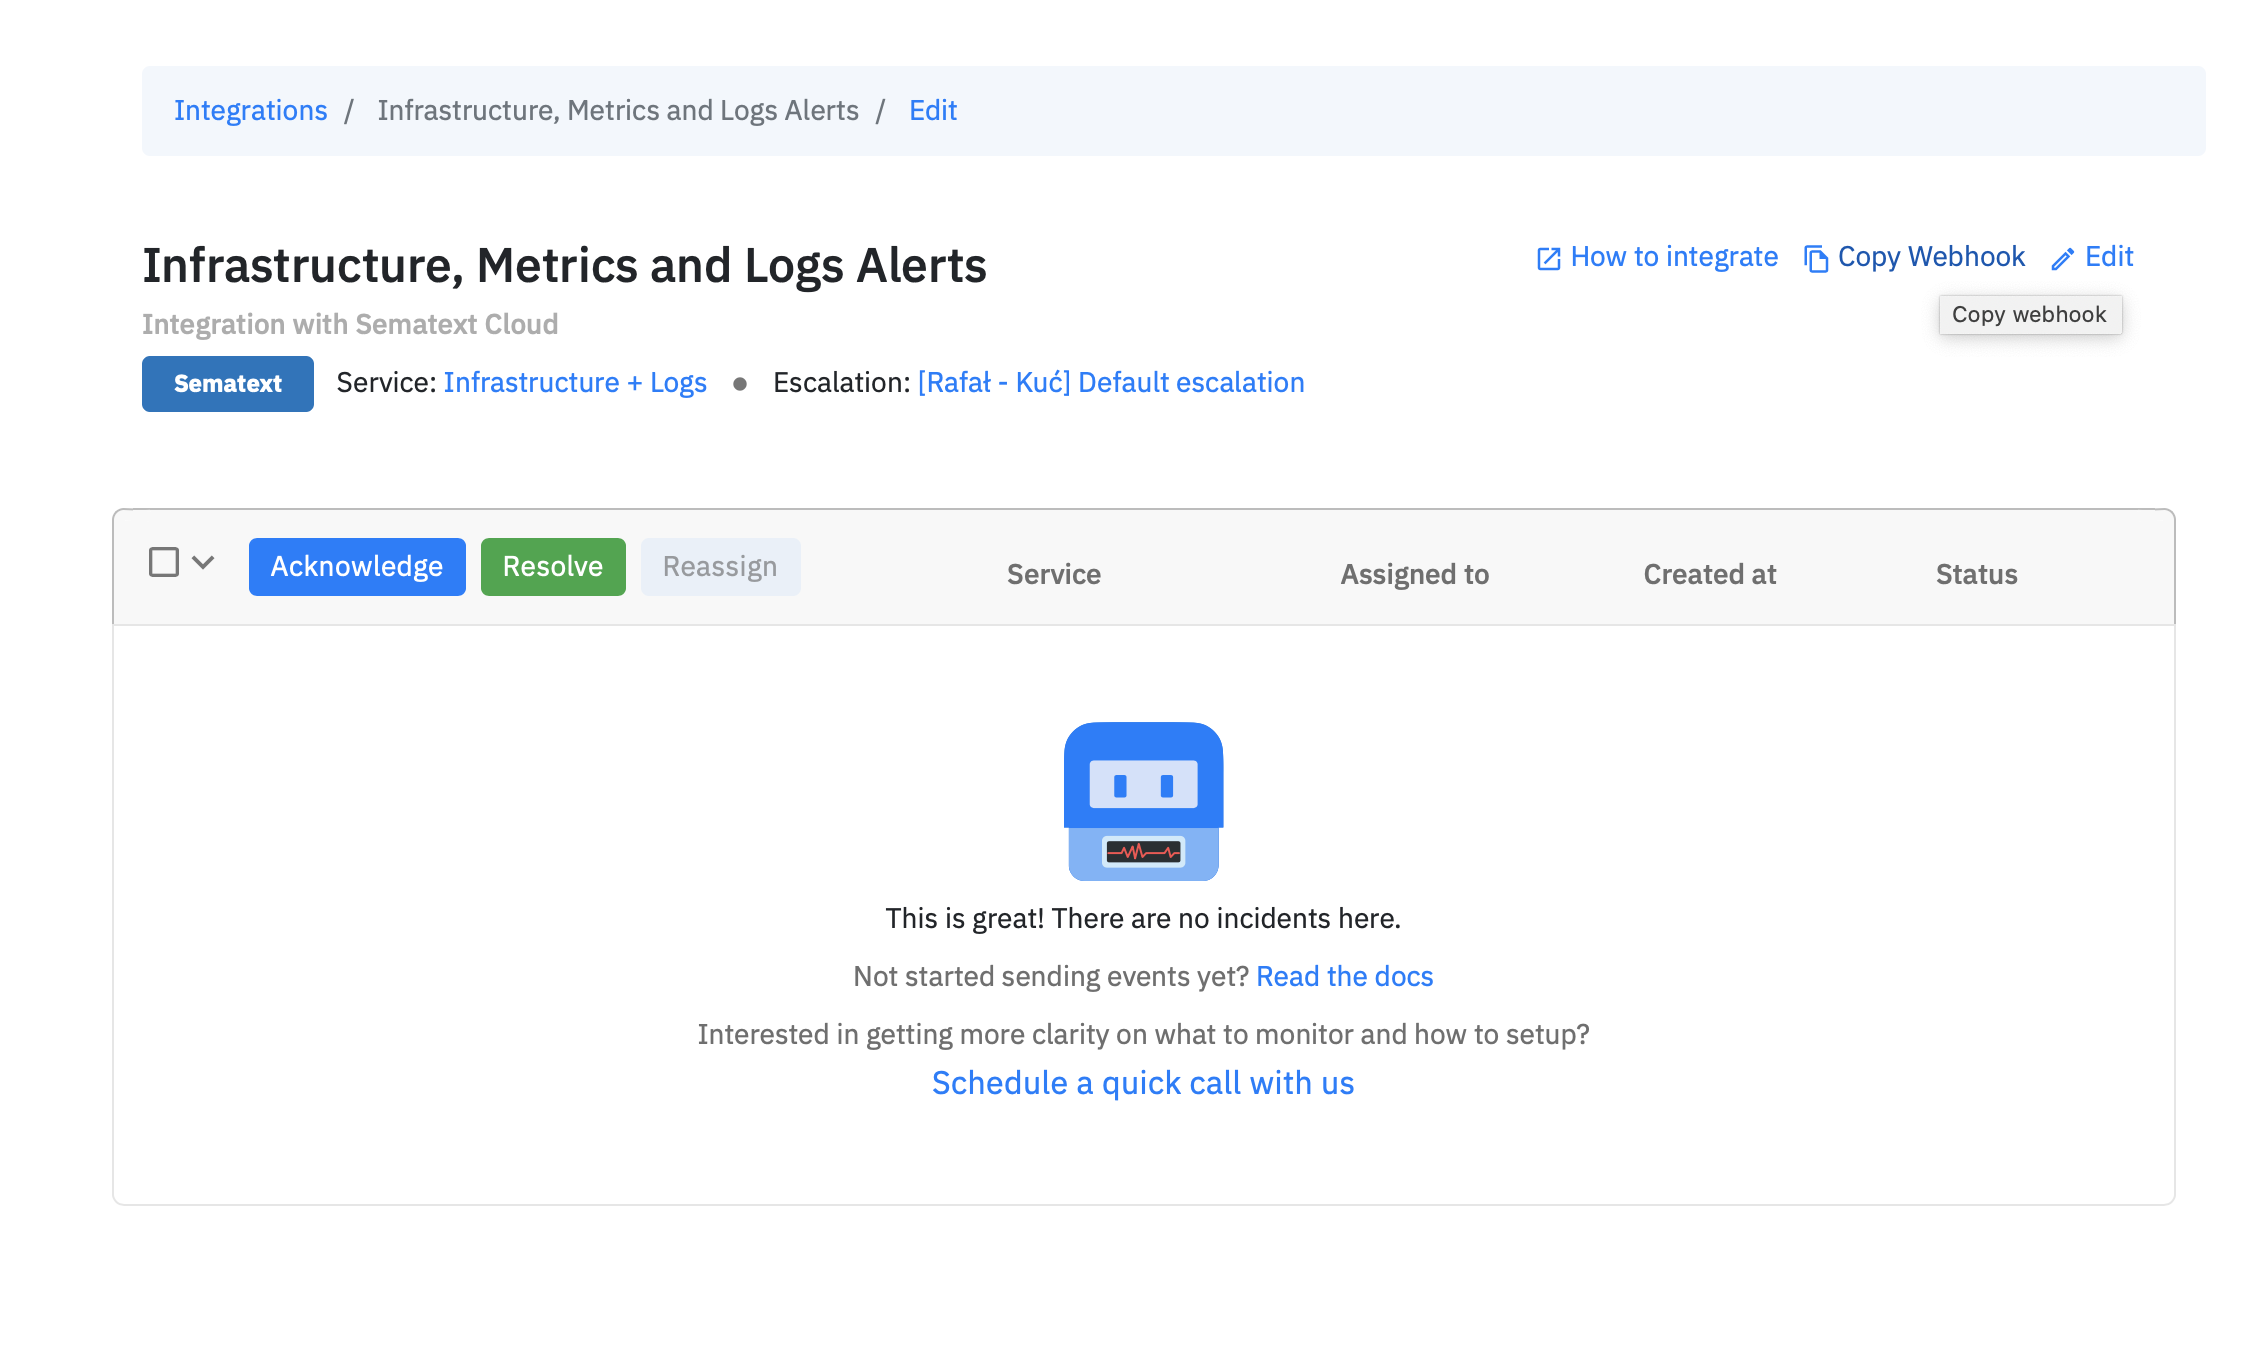 Integrations / Infrastructure, Metrics and Logs Alerts / Edit
Infrastructure, Metrics and Logs Alerts
How to integrate Copy Webhook Edit
Copy webhook
Integration with Sematext Cloud
Sematext Service: Infrastructure + Logs • Escalation: [Rafał - Kuć] Default escalation
Acknowledge Resolve Reassign Service Assigned to Created at Status
This is great! There are no incidents here.
Not started sending events yet? Read the docs
Interested in getting more clarity on what to monitor and how to setup?
Schedule a quick call with us